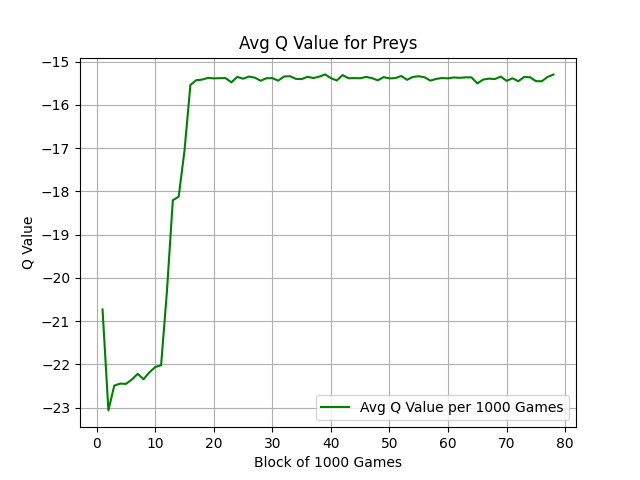 Avg Q Value for Preys
Q Value
−15
−16
−17
−18
−19
−20
−21
−22
−23
Avg Q Value per 1000 Games
0 10 20 30 40 50 60 70 80
Block of 1000 Games